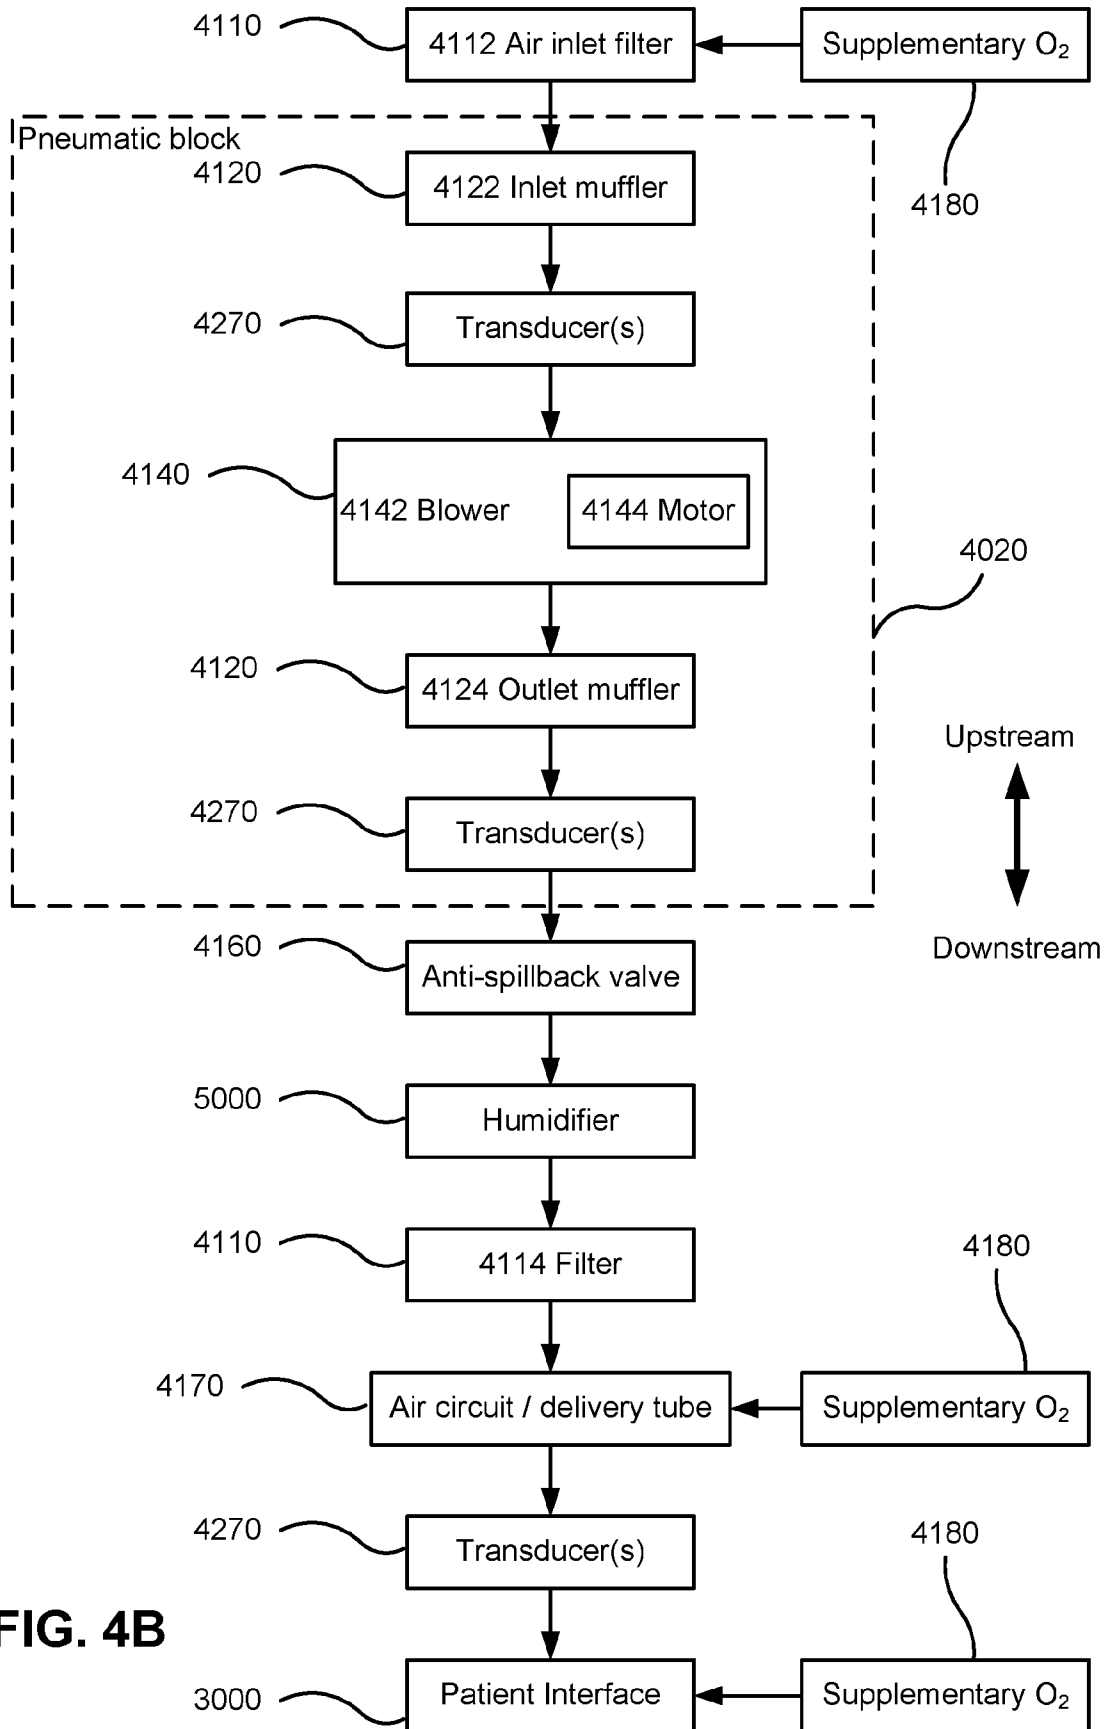 4110
4112 Air inlet filter
Supplementary O₂
Pneumatic block
4120
4122 Inlet muffler
4180
4270
Transducer(s)
4140
4142 Blower
4144 Motor
4020
4120
4124 Outlet muffler
Upstream
4270
Transducer(s)
4160
Anti-spillback valve
Downstream
5000
Humidifier
4110
4114 Filter
4180
4170
Air circuit / delivery tube
Supplementary O₂
4270
Transducer(s)
4180
FIG. 4B
3000
Patient Interface
Supplementary O₂